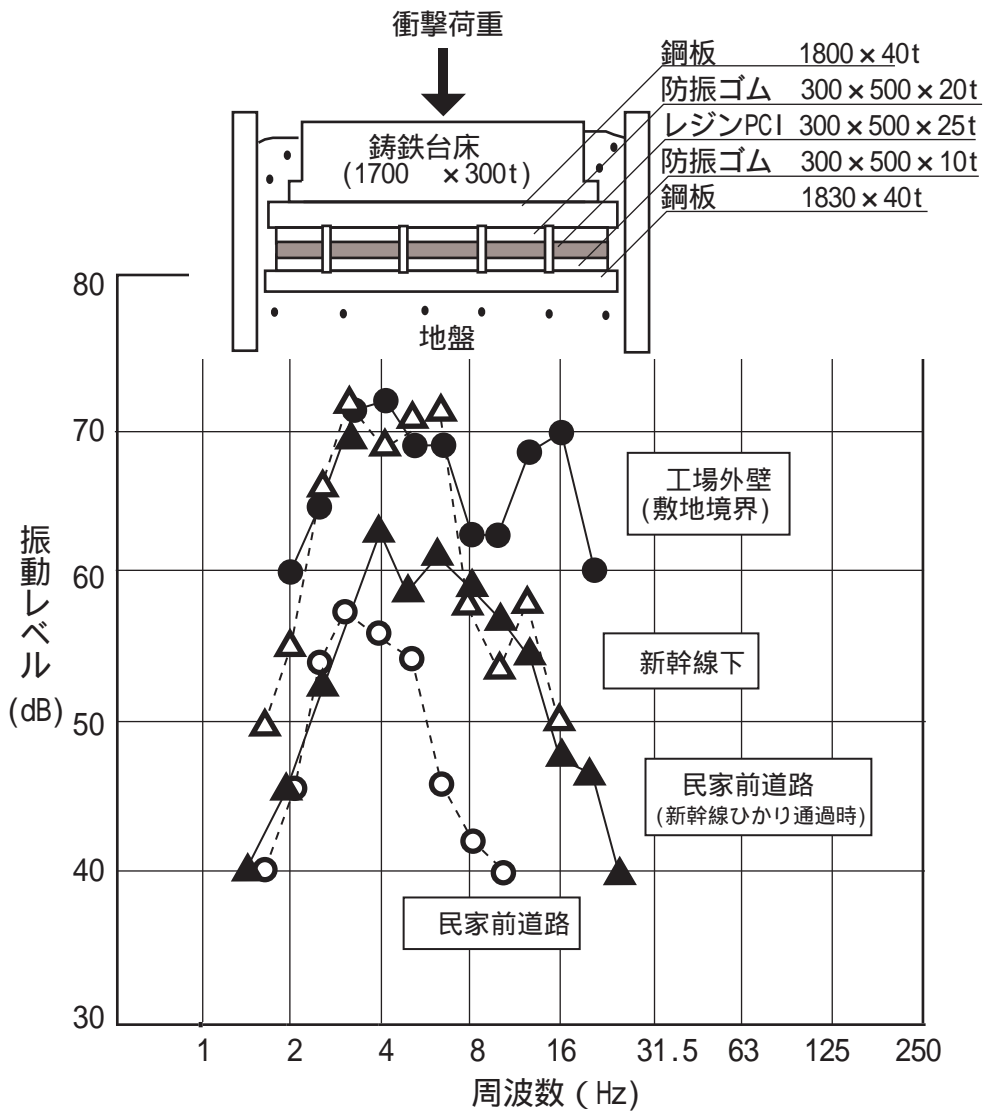 衝撃荷重
鋼板 1800×40t
防振ゴム 300×500×20t
レジンPCI 300×500×25t
防振ゴム 300×500×10t
鋼板 1830×40t
鋳鉄台床
(1700 ×300t)
地盤
80
70
60
50
40
30
振動レベル
(dB)
工場外壁
(敷地境界)
新幹線下
民家前道路
(新幹線ひかり通過時)
民家前道路
1 2 4 8 16 31.5 63 125 250
周波数(Hz)